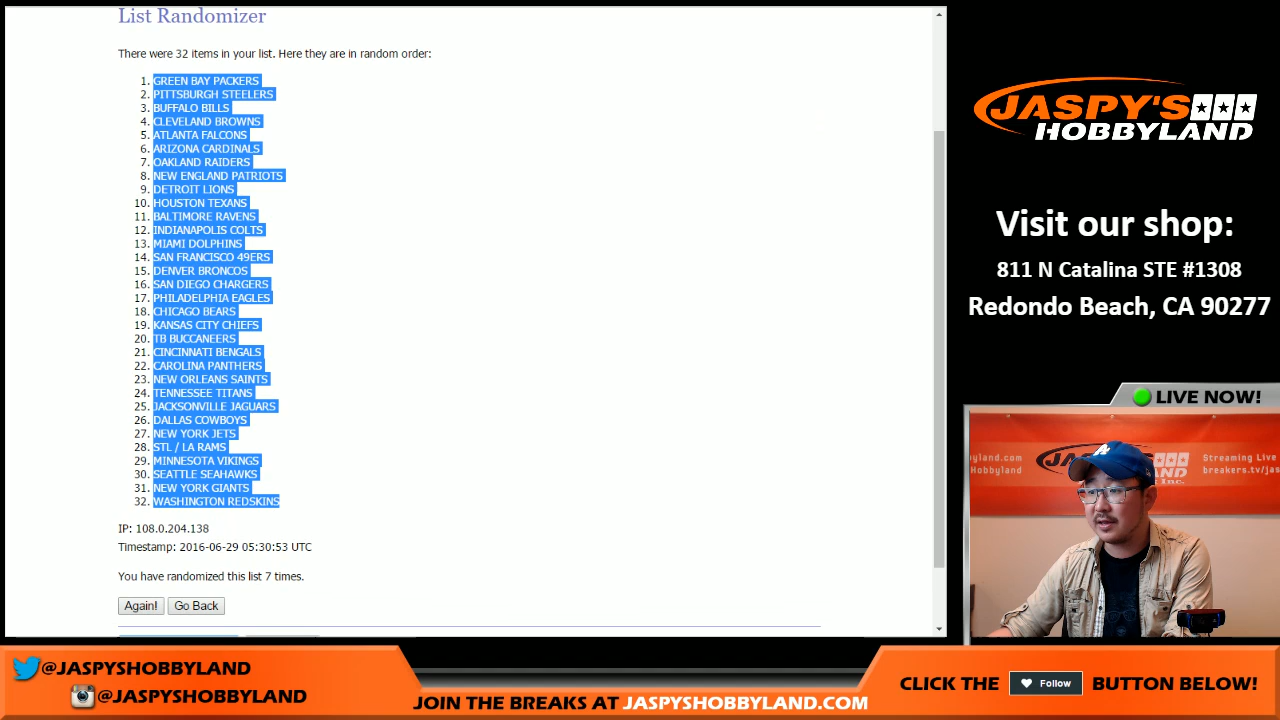 List Randomizer
There were 32 items in your list. Here they are in random order:
1. GREEN BAY PACKERS
2. PITTSBURGH STEELERS
3. BUFFALO BILLS
4. CLEVELAND BROWNS
5. ATLANTA FALCONS
6. ARIZONA CARDINALS
7. OAKLAND RAIDERS
8. NEW ENGLAND PATRIOTS
9. DETROIT LIONS
10. HOUSTON TEXANS
11. BALTIMORE RAVENS
12. INDIANAPOLIS COLTS
13. MIAMI DOLPHINS
14. SAN FRANCISCO 49ERS
15. DENVER BRONCOS
16. SAN DIEGO CHARGERS
17. PHILADELPHIA EAGLES
18. CHICAGO BEARS
19. KANSAS CITY CHIEFS
20. TB BUCCANEERS
21. CINCINNATI BENGALS
22. CAROLINA PANTHERS
23. NEW ORLEANS SAINTS
24. TENNESSEE TITANS
25. JACKSONVILLE JAGUARS
26. DALLAS COWBOYS
27. NEW YORK JETS
28. STL / LA RAMS
29. MINNESOTA VIKINGS
30. SEATTLE SEAHAWKS
31. NEW YORK GIANTS
32. WASHINGTON REDSKINS
IP: 108.0.204.138
Timestamp: 2016-06-29 05:30:53 UTC
You have randomized this list 7 times.
Again! Go Back
JASPY'S
HOBBYLAND
Visit our shop:
811 N Catalina STE #1308
Redondo Beach, CA 90277
LIVE NOW!
Streaming Live
breakers.tv/jas
@JASPYSHOBBYLAND
@JASPYSHOBBYLAND
JOIN THE BREAKS AT JASPYSHOBBYLAND.COM
CLICK THE Follow BUTTON BELOW!